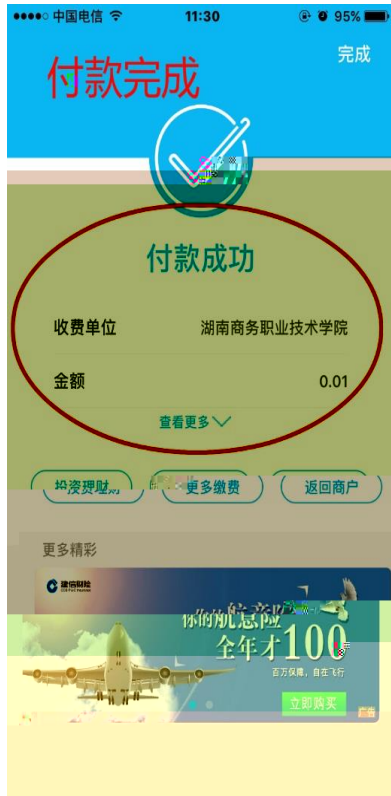 中国电信 11:30 95%
完成
付款完成
付款成功
收费单位 湖南商务职业技术学院
金额 0.01
查看更多
投资理财 更多缴费 返回商户
更多精彩
建信财险
你的航意险
全年才100
百万保障，自在飞行
立即购买
广告